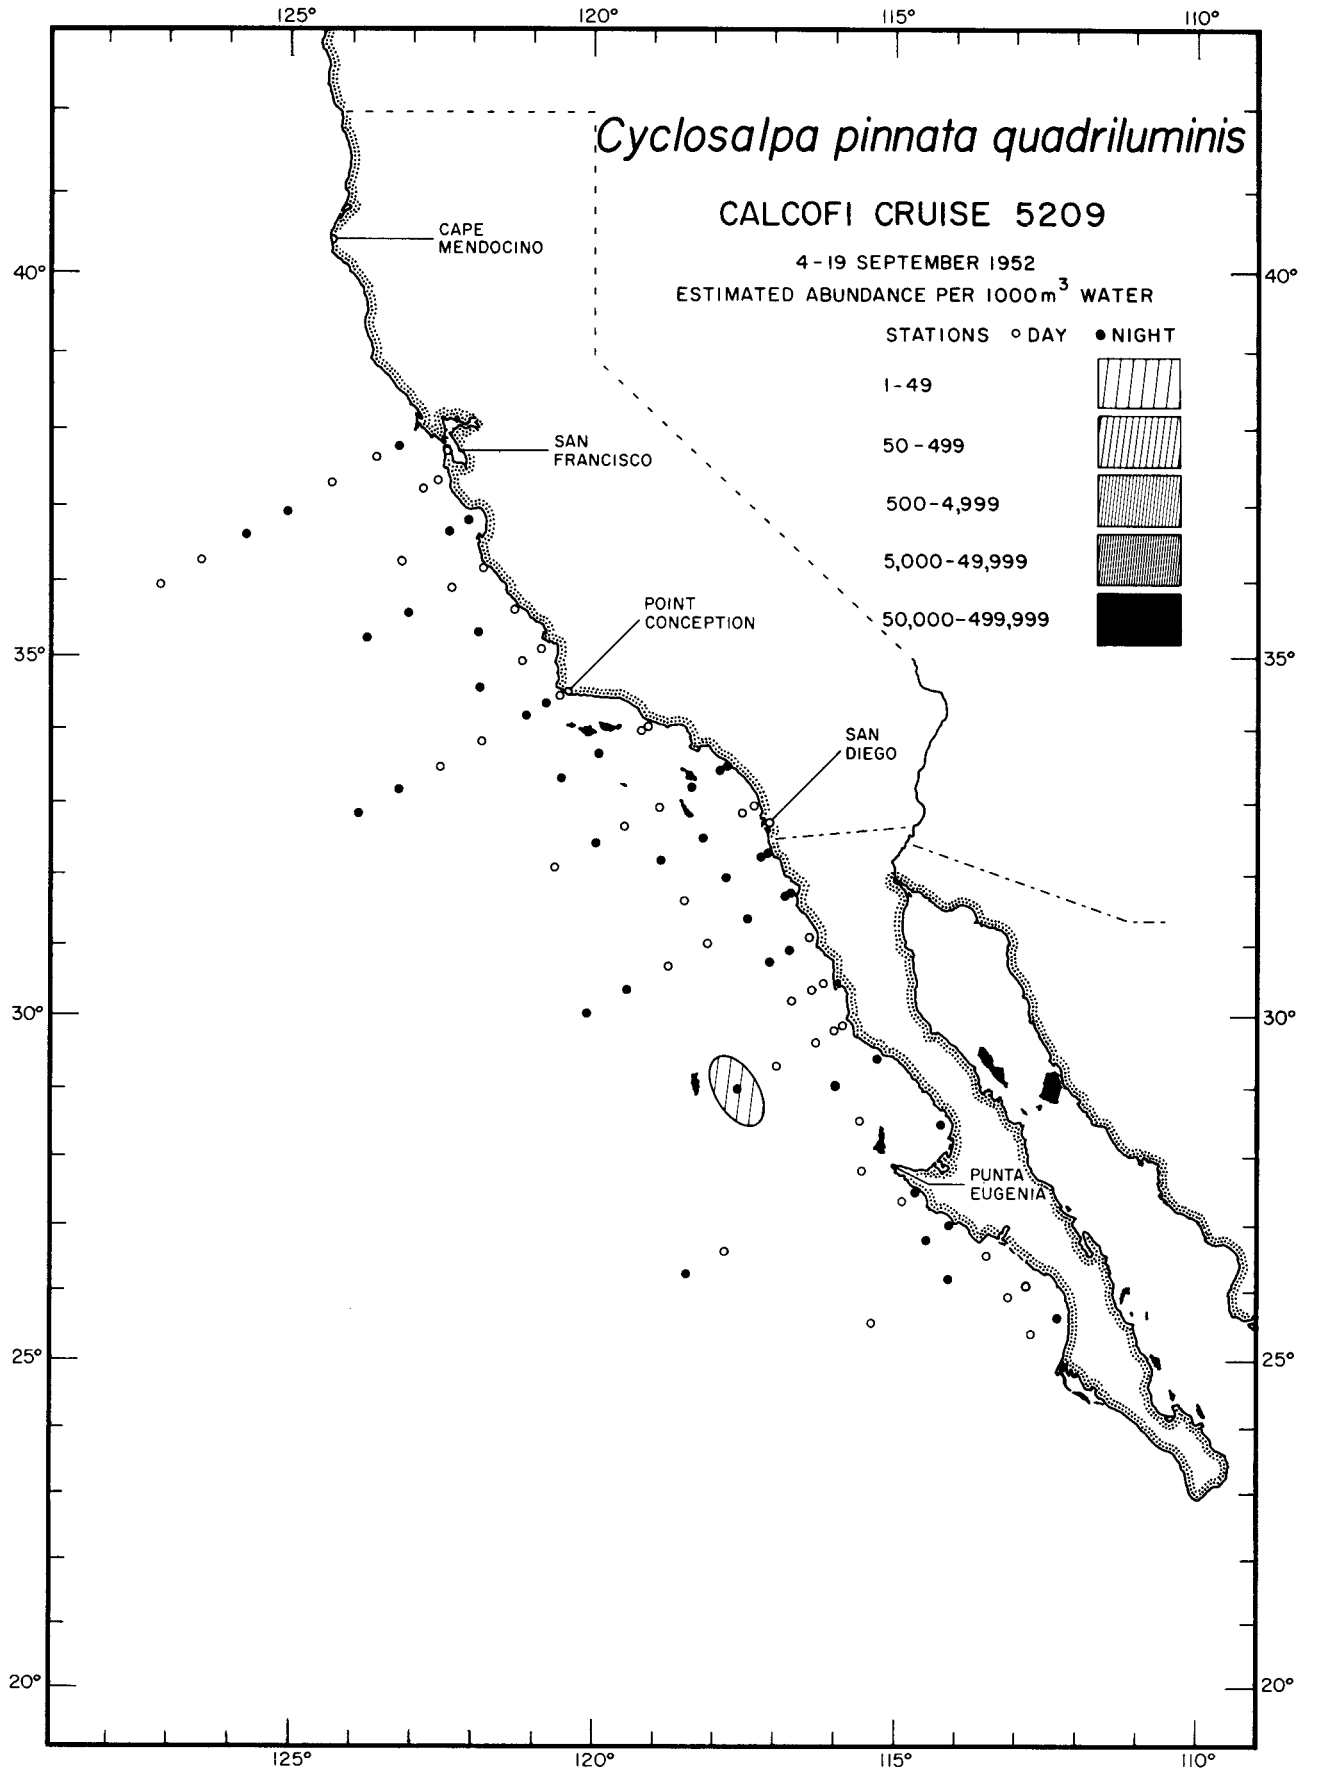 125° 120° 115° 110°
Cyclosalpa pinnata quadriluminis
CALCOFI CRUISE 5209
4-19 SEPTEMBER 1952
ESTIMATED ABUNDANCE PER 1000m³ WATER
STATIONS ○ DAY ● NIGHT
1-49
50-499
500-4,999
5,000-49,999
50,000-499,999
CAPE
MENDOCINO
40° 40°
SAN
FRANCISCO
POINT
CONCEPTION
35° 35°
SAN
DIEGO
30° 30°
PUNTA
EUGENIA
25° 25°
20° 20°
125° 120° 115° 110°